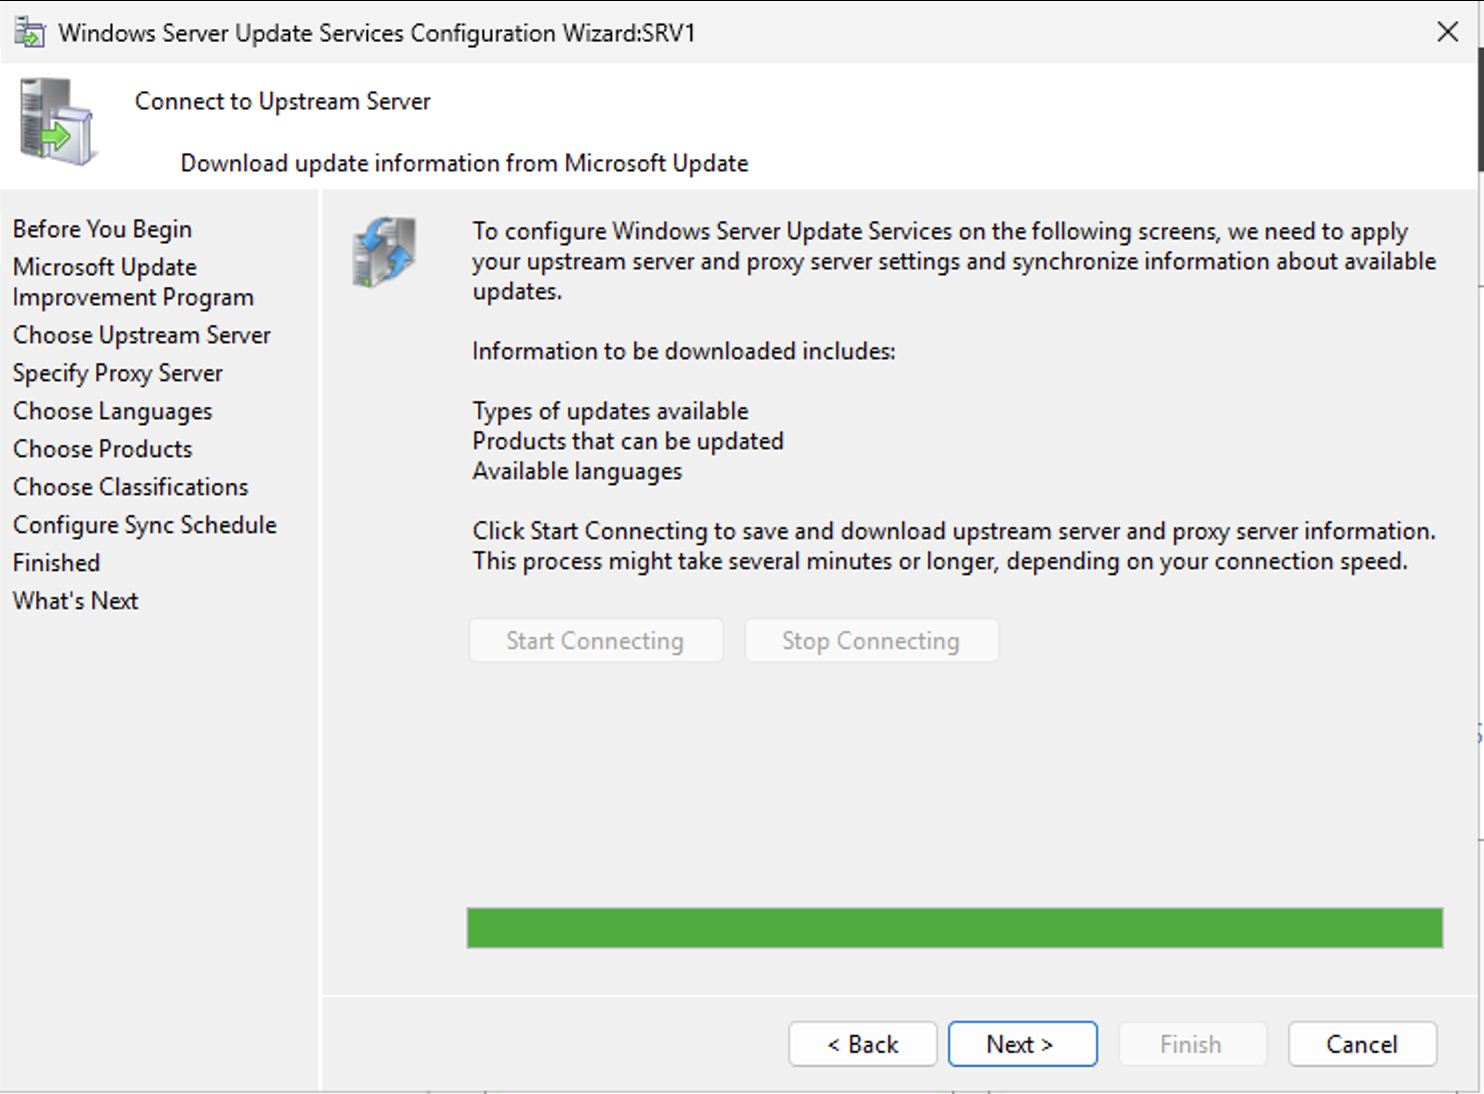 Windows Server Update Services Configuration Wizard:SRV1
Connect to Upstream Server
Download update information from Microsoft Update
Before You Begin
Microsoft Update
Improvement Program
Choose Upstream Server
Specify Proxy Server
Choose Languages
Choose Products
Choose Classifications
Configure Sync Schedule
Finished
What's Next
To configure Windows Server Update Services on the following screens, we need to apply
your upstream server and proxy server settings and synchronize information about available
updates.
Information to be downloaded includes:
Types of updates available
Products that can be updated
Available languages
Click Start Connecting to save and download upstream server and proxy server information.
This process might take several minutes or longer, depending on your connection speed.
Start Connecting Stop Connecting
< Back Next > Finish Cancel